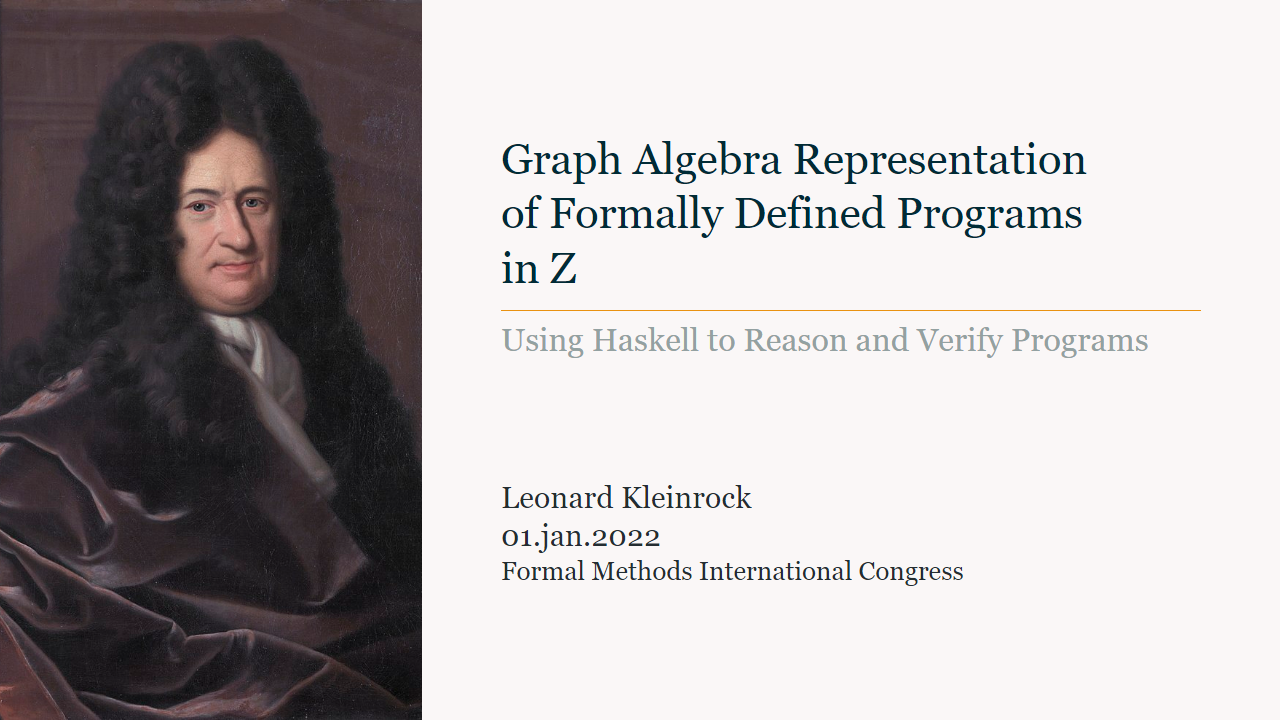 Graph Algebra Representation
of Formally Defined Programs
in Z
Using Haskell to Reason and Verify Programs
Leonard Kleinrock
01.jan.2022
Formal Methods International Congress